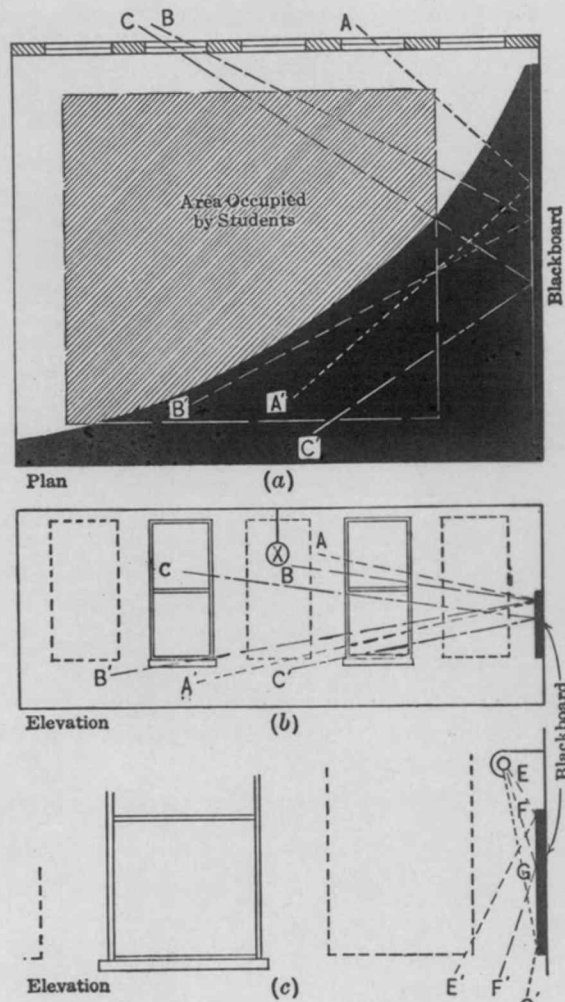 C B A
Area Occupied
by Students
Blackboard
B' A'
C'
Plan (a)
A
B
C
B' A' C'
Elevation (b)
Blackboard
E
F
G
E' F'
G'
Elevation (c)